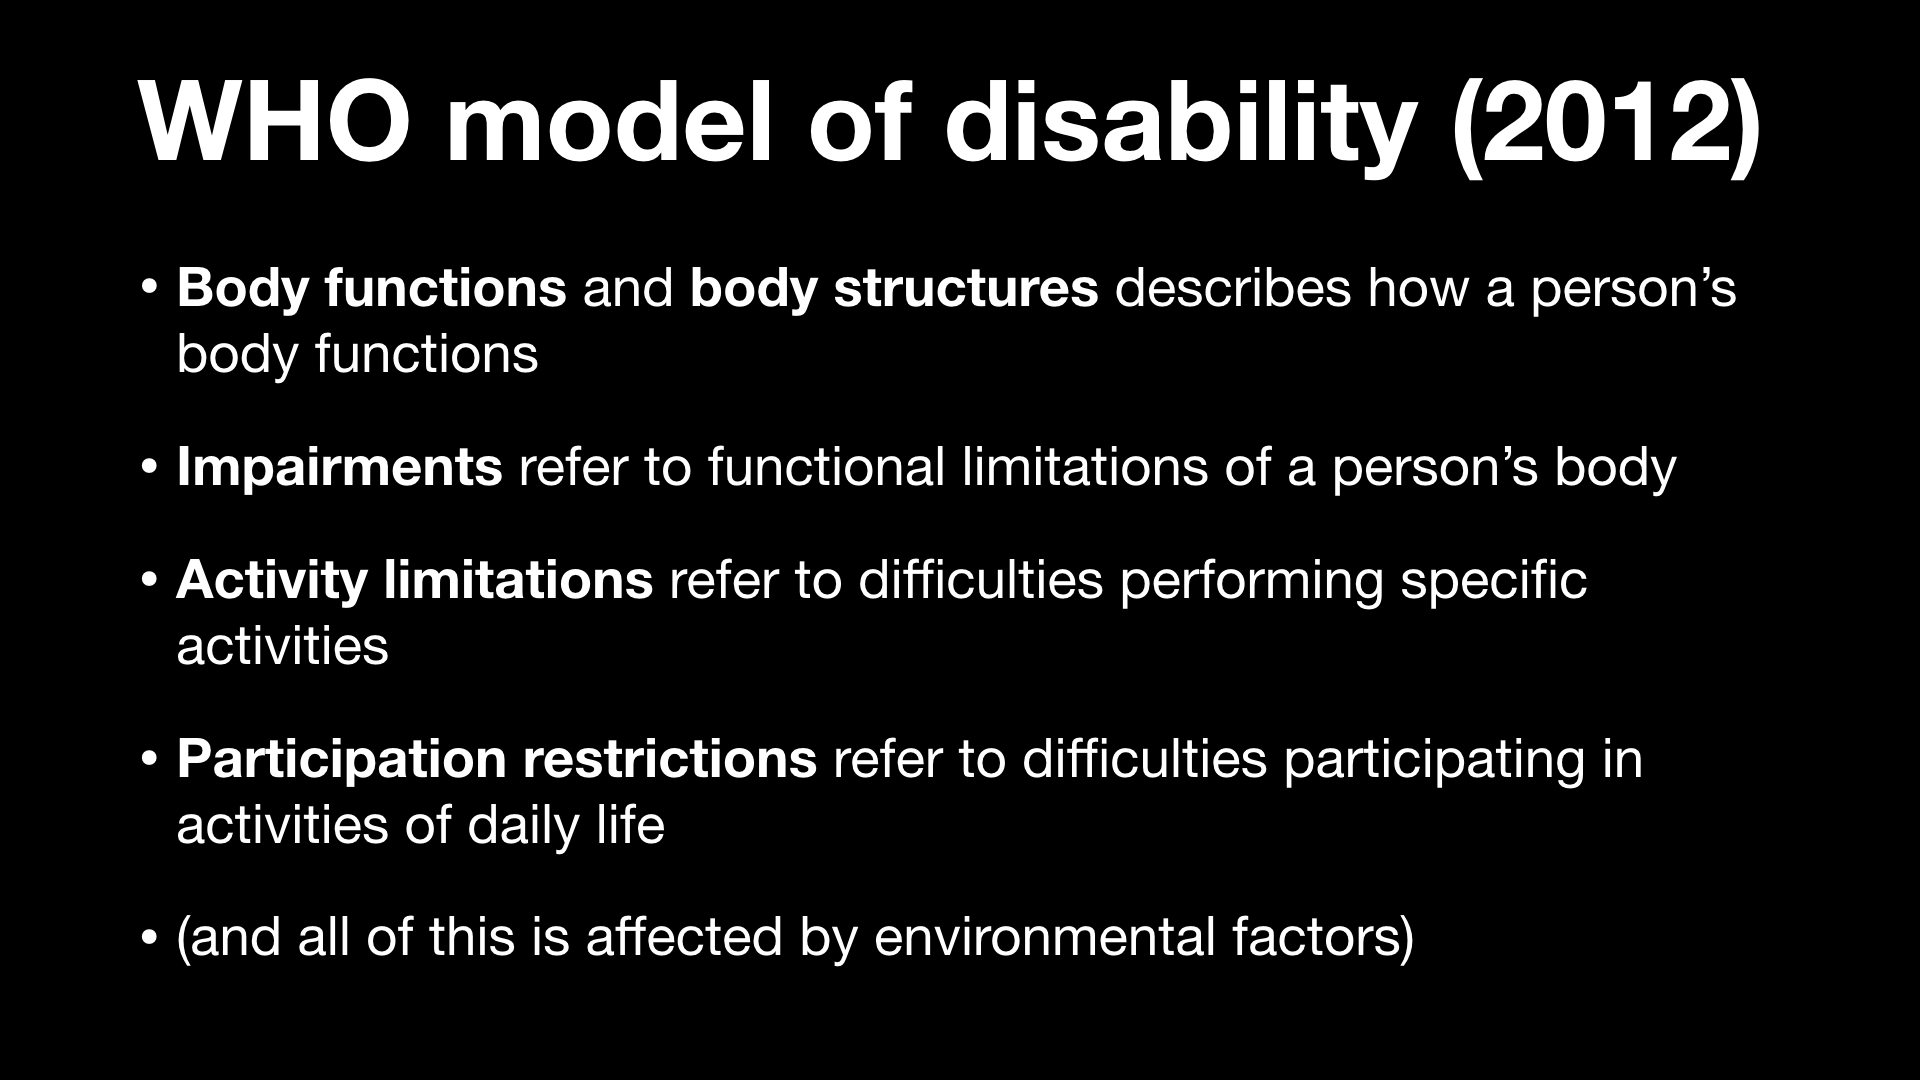 WHO model of disability (2012)
• Body functions and body structures describes how a person’s
body functions
• Impairments refer to functional limitations of a person’s body
• Activity limitations refer to difficulties performing specific
activities
• Participation restrictions refer to difficulties participating in
activities of daily life
• (and all of this is affected by environmental factors)